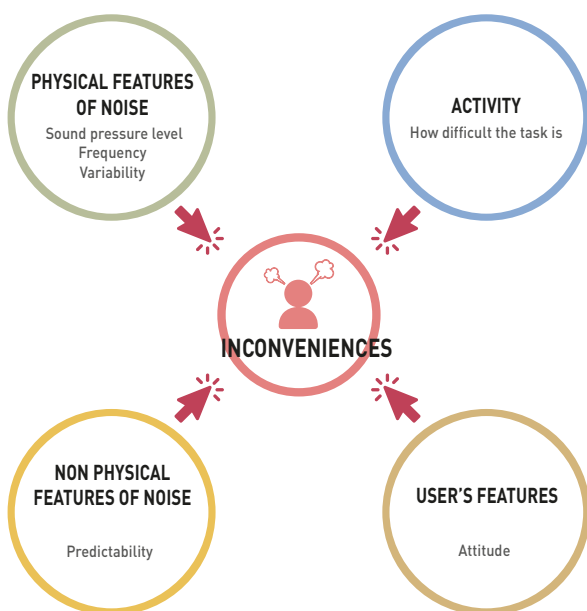 PHYSICAL FEATURES
OF NOISE
Sound pressure level
Frequency
Variability
ACTIVITY
How difficult the task is
INCONVENIENCES
NON PHYSICAL
FEATURES OF NOISE
Predictability
USER'S FEATURES
Attitude